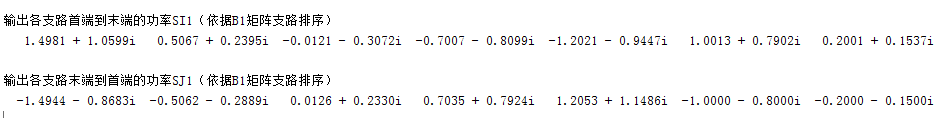 输出各支路首端到末端的功率SI1（依据B1矩阵支路排序）
1.4981 + 1.0599i   0.5067 + 0.2395i  -0.0121 - 0.3072i  -0.7007 - 0.8099i  -1.2021 - 0.9447i   1.0013 + 0.7902i   0.2001 + 0.1537i
输出各支路末端到首端的功率SJ1（依据B1矩阵支路排序）
-1.4944 - 0.8683i  -0.5062 - 0.2889i   0.0126 + 0.2330i   0.7035 + 0.7924i   1.2053 + 1.1486i  -1.0000 - 0.8000i  -0.2000 - 0.1500i